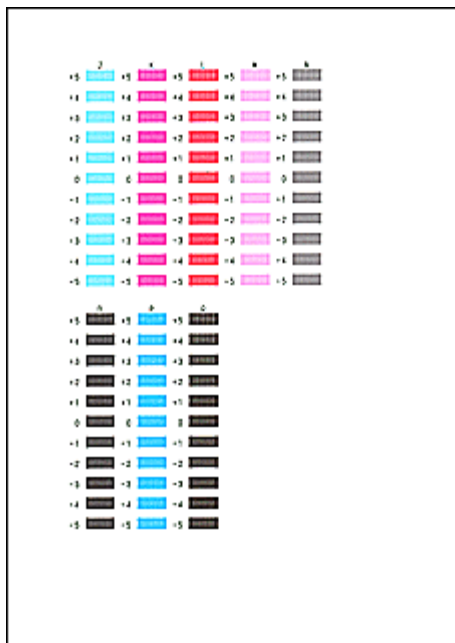 J K L M N
+5 +5 +5 +5 +5
+4 +4 +4 +4 +4
+3 +3 +3 +3 +3
+2 +2 +2 +2 +2
+1 +1 +1 +1 +1
0 0 0 0 0
-1 -1 -1 -1 -1
-2 -2 -2 -2 -2
-3 -3 -3 -3 -3
-4 -4 -4 -4 -4
-5 -5 -5 -5 -5
O P Q
+5 +5 +5
+4 +4 +4
+3 +3 +3
+2 +2 +2
+1 +1 +1
0 0 0
-1 -1 -1
-2 -2 -2
-3 -3 -3
-4 -4 -4
-5 -5 -5